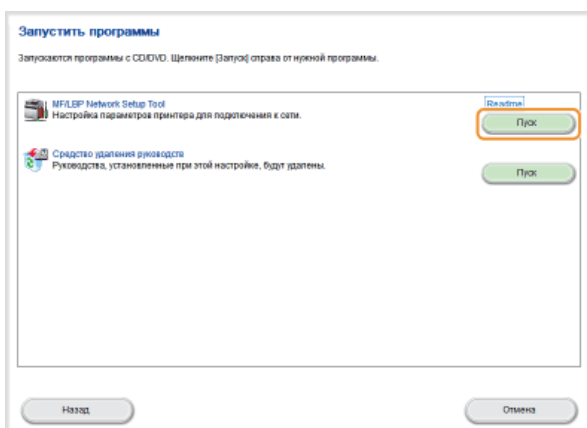 Запустить программы
Запускаются программы с CD/DVD. Щелкните [Запуск] справа от нужной программы.
MF/LBP Network Setup Tool
Readme
Настройка параметров принтера для подключения к сети.
Пуск
Средство удаления руководств
Руководства, установленные при этой настройке, будут удалены.
Пуск
Назад
Отмена